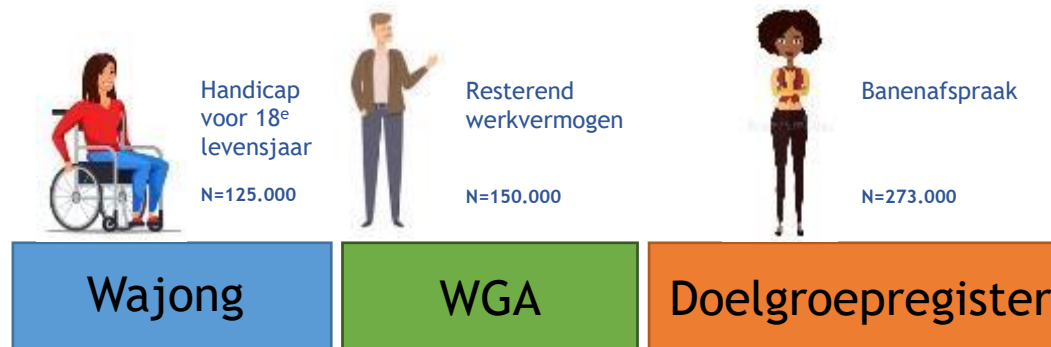 Handicap
voor 18e
levensjaar
N=125.000
Resterend
werkvermogen
N=150.000
Banenafspraak
N=273.000
Wajong
WGA
Doelgroepregister